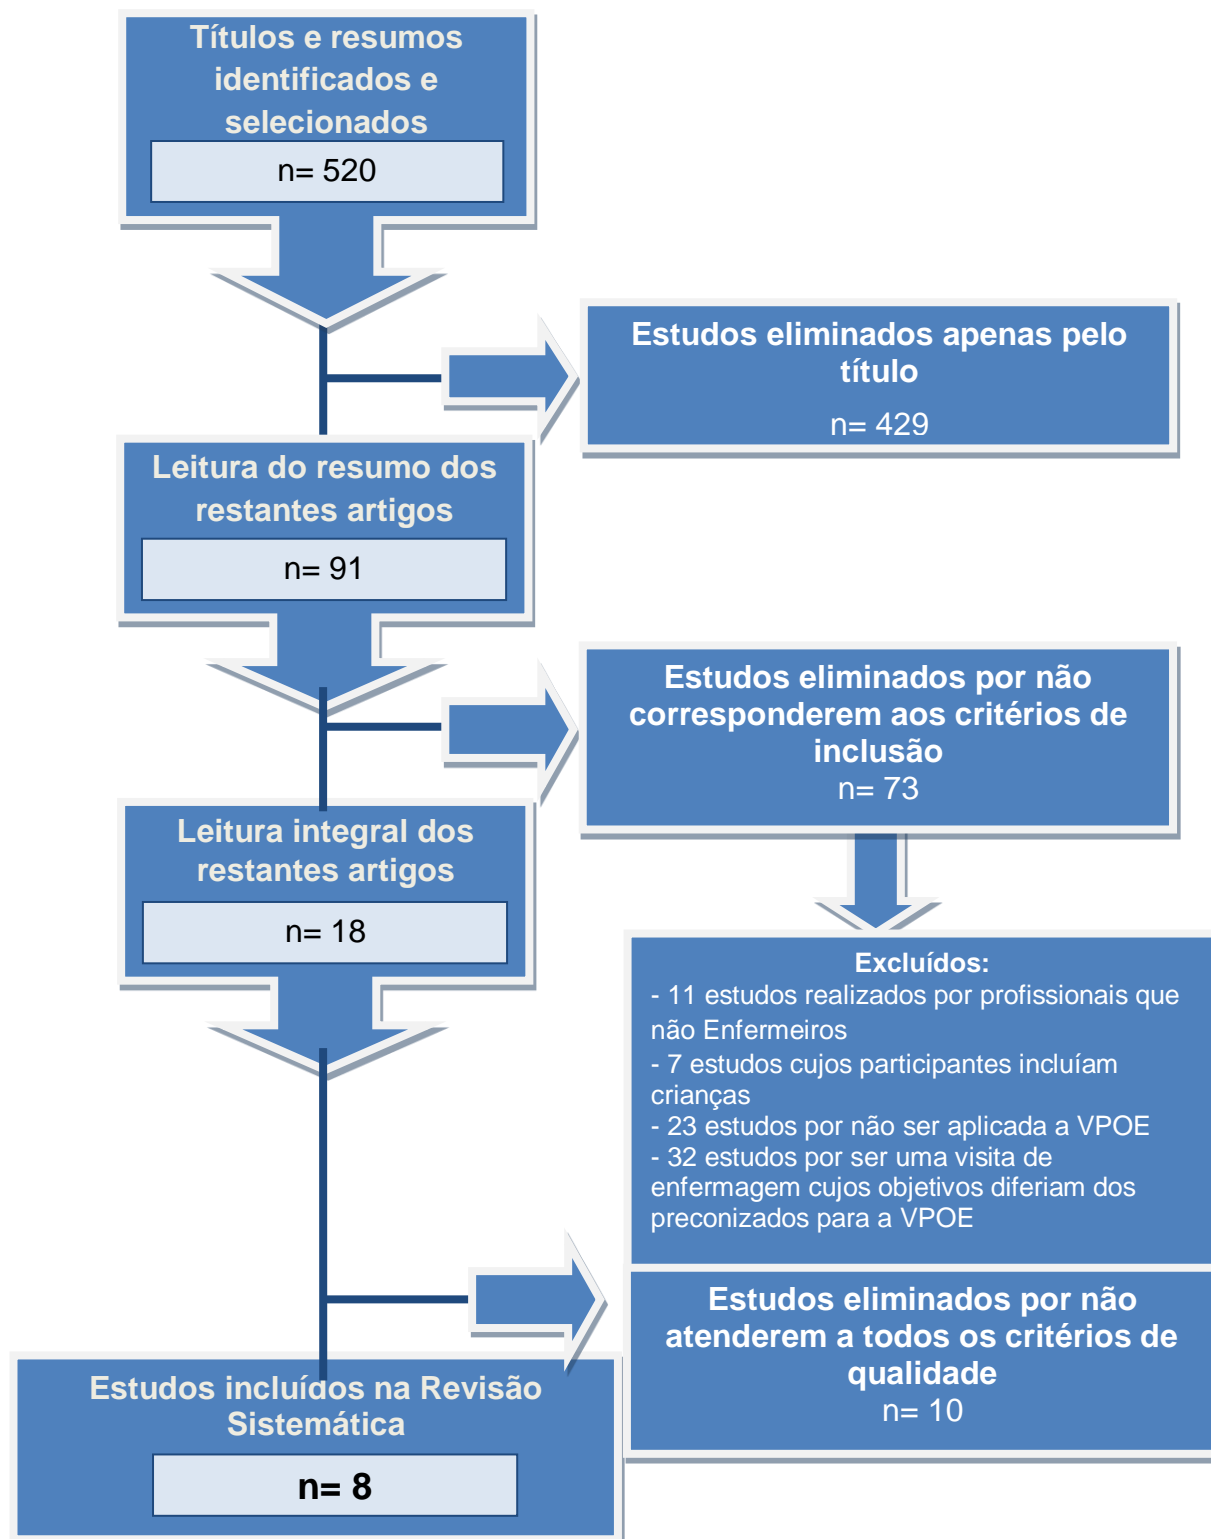 Títulos e resumos
identificados e
selecionados
n= 520
Estudos eliminados apenas pelo
título
n= 429
Leitura do resumo dos
restantes artigos
n= 91
Estudos eliminados por não
corresponderem aos critérios de
inclusão
n= 73
Leitura integral dos
restantes artigos
n= 18
Excluídos:
- 11 estudos realizados por profissionais que
não Enfermeiros
- 7 estudos cujos participantes incluíam
crianças
- 23 estudos por não ser aplicada a VPOE
- 32 estudos por ser uma visita de
enfermagem cujos objetivos diferiam dos
preconizados para a VPOE
Estudos eliminados por não
atenderem a todos os critérios de
qualidade
n= 10
Estudos incluídos na Revisão
Sistemática
n= 8